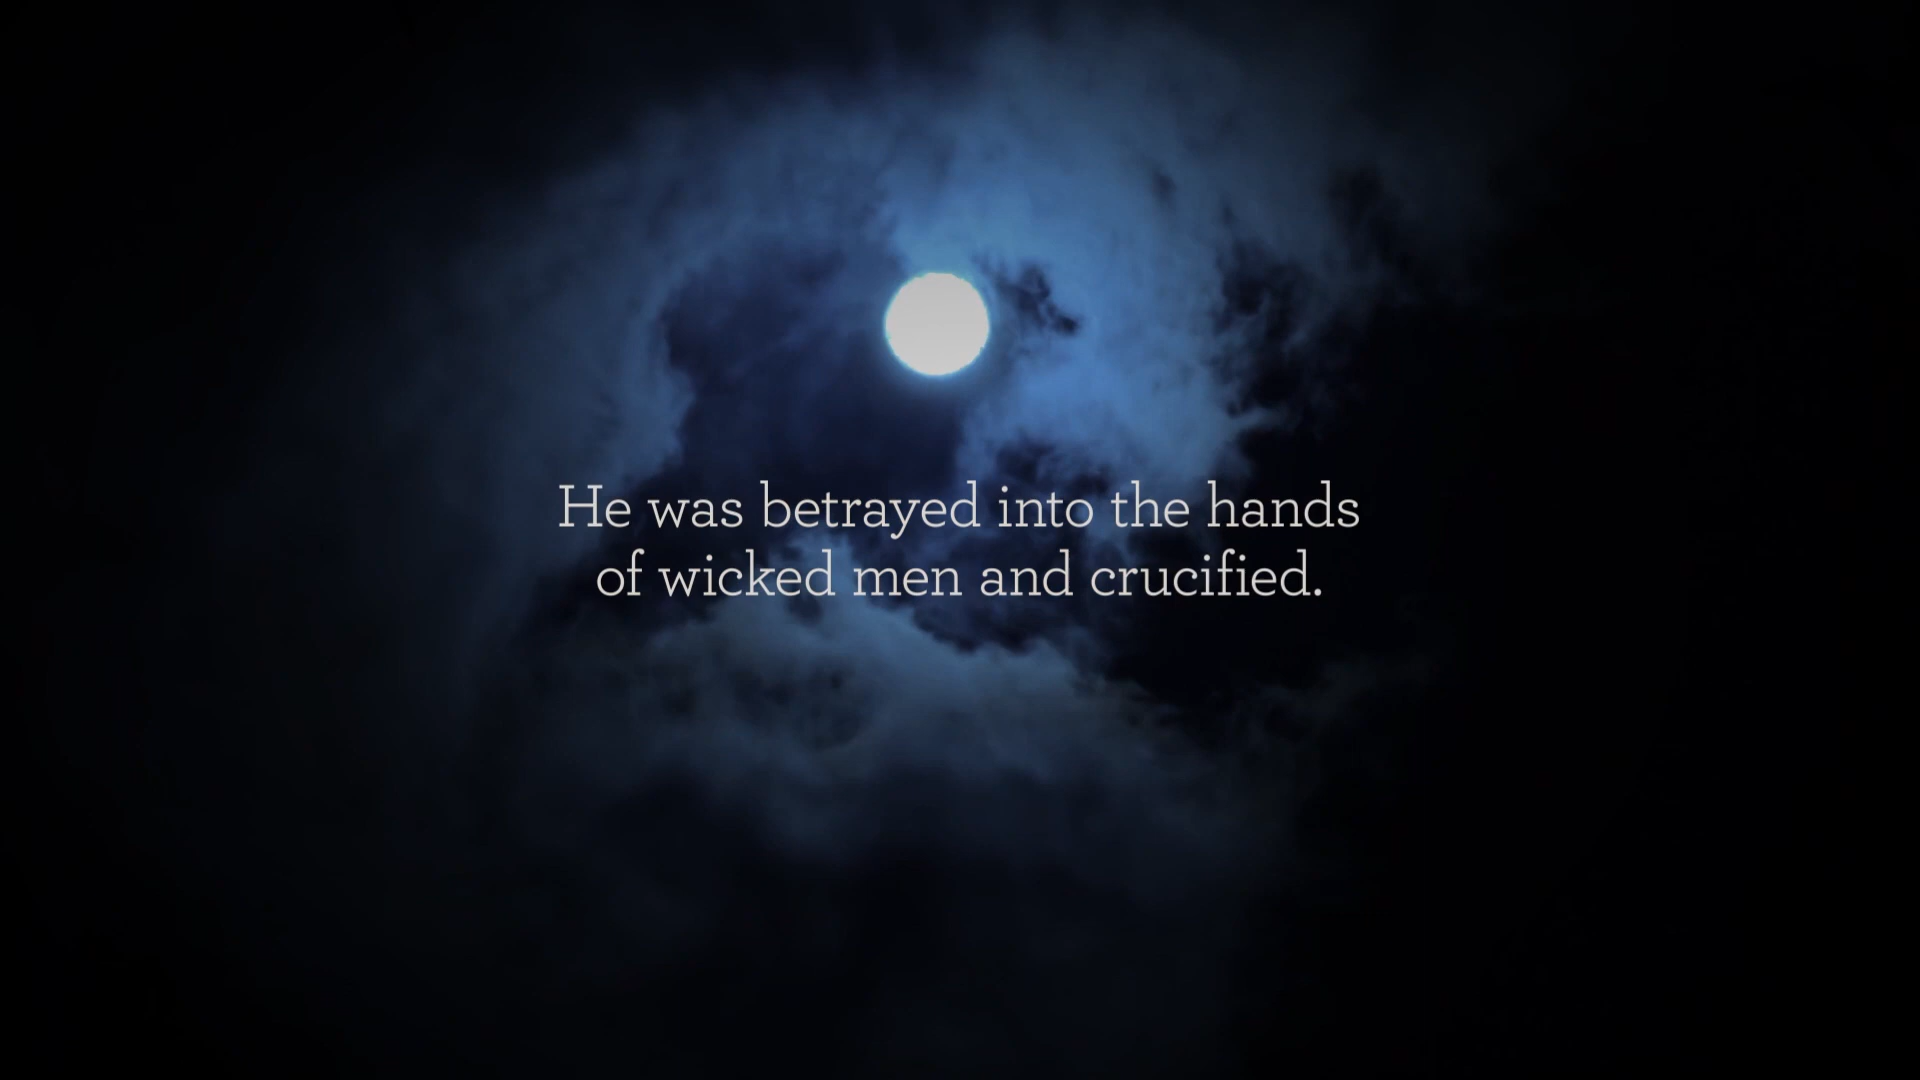 He was betrayed into the hands
of wicked men and crucified.